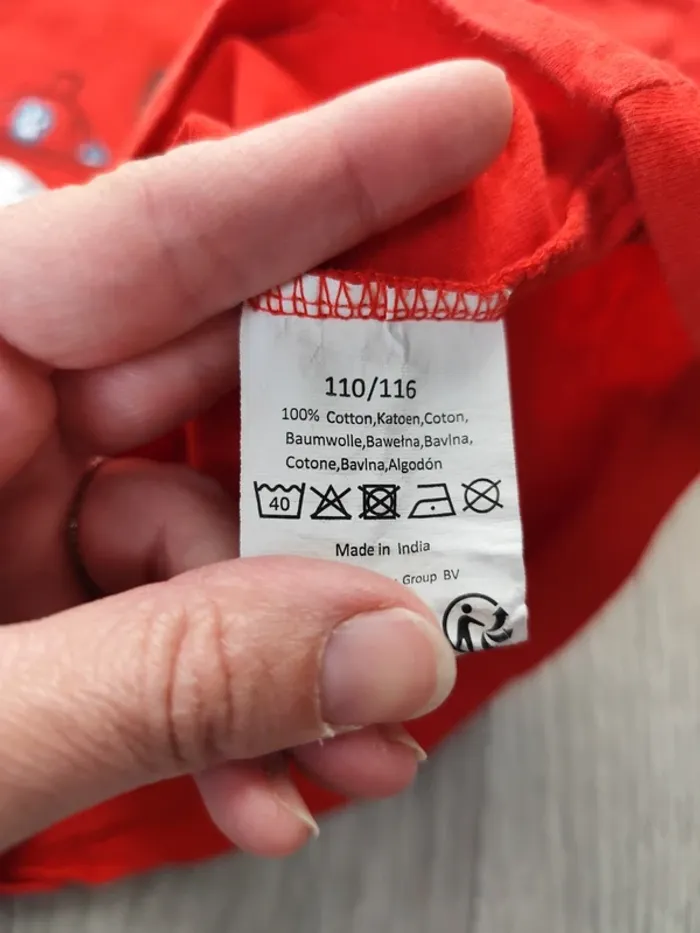 110/116
100% Cotton,Katoen,Coton,
Baumwolle,Bawełna,Bavlna,
Cotone,Bavlna,Algodón
40
Made in India
Group BV